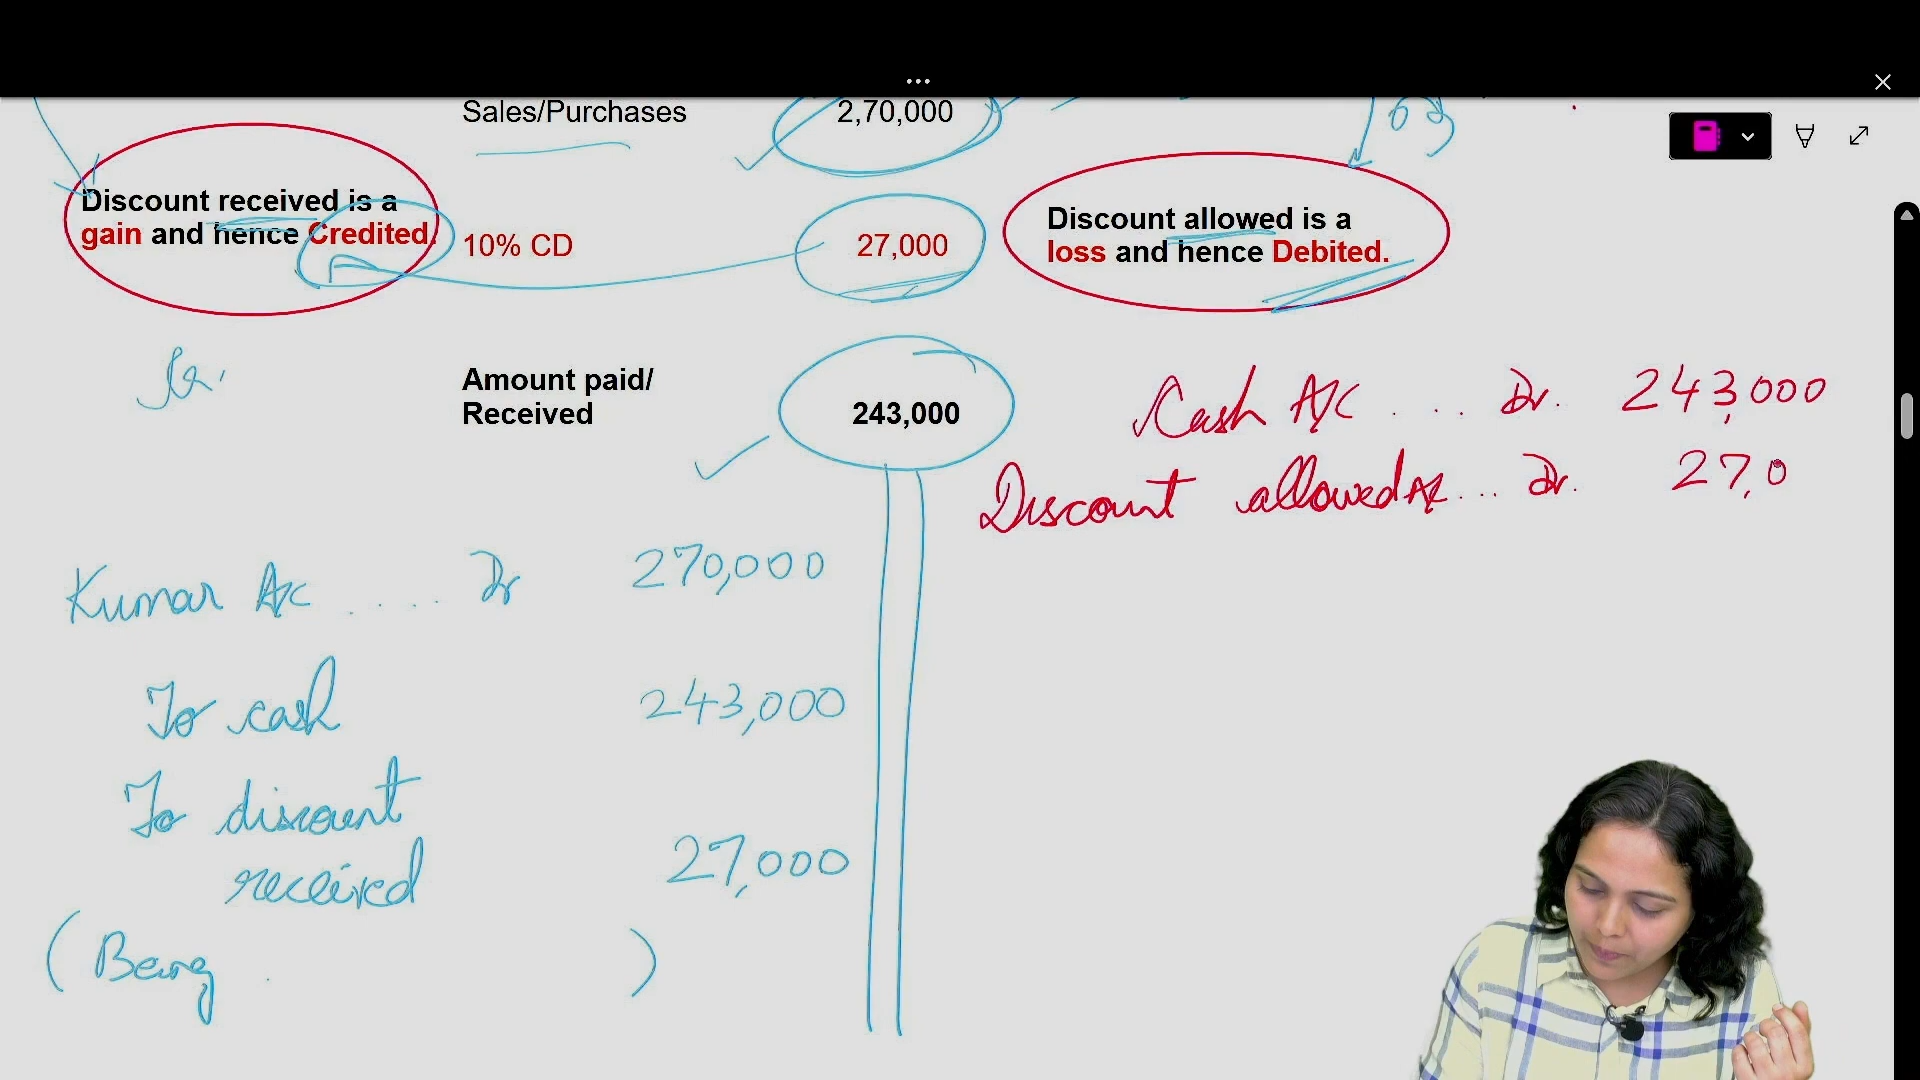 Sales/Purchases 2,70,000
Discount received is a
gain and hence Credited.
10% CD 27,000
Discount allowed is a
loss and hence Debited.
Amount paid/
Received 243,000
Cash A/C .... Dr. 243,000
Discount allowed A/C ... Dr. 27,0
Kumar A/C ..... Dr 270,000
To cash 243,000
To discount
received 27,000
(Being . )